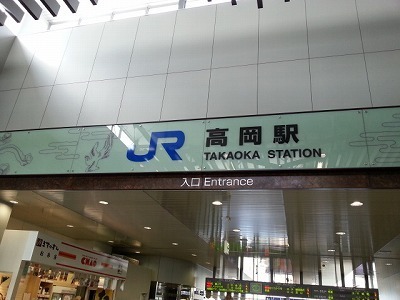 JR 高岡駅
TAKAOKA STATION
入口 Entrance